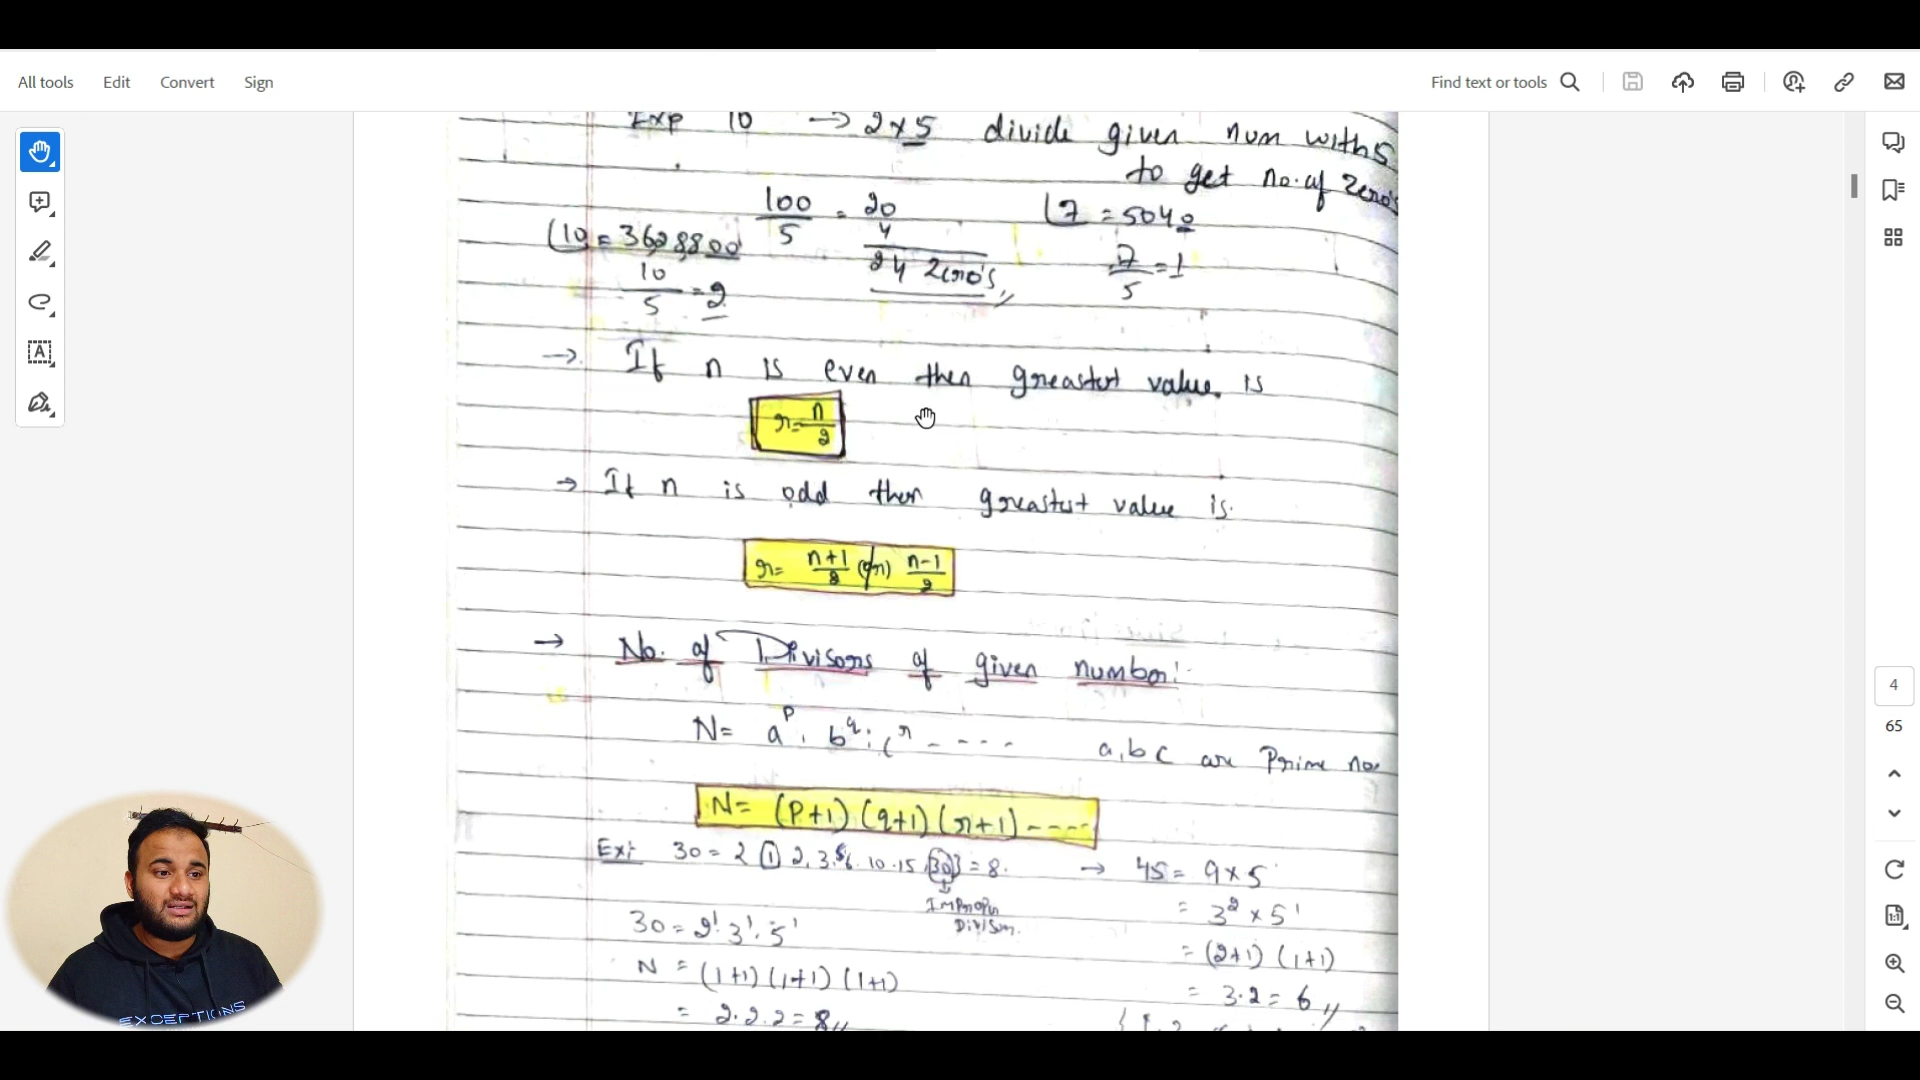 All tools Edit Convert Sign
Find text or tools
Exp 10 → 2 × 5 divide given num with 5
to get no. of zero's
100/5 = 20
4
24 zero's
⌊10 = 3628800
10/5 = 2
⌊7 = 5040
7/5 = 1
→ If n is even then greatest value is
r = n/2
→ If n is odd then greatest value is.
r = n+1/2 (or) n-1/2
→ No. of Divisors of given number:
N = a^p . b^q . c^r - - - - -
a, b c are Prime no
N = (P+1) (q+1) (r+1) - - - -
Ex: 30 = 2 1 2, 3, 5, 6, 10, 15, 30} = 8.
Improper
Divisor.
30 = 2^1 . 3^1 . 5^1
N = (1+1) (1+1) (1+1)
= 2.2.2 = 8
→ 45 = 9 × 5
= 3^2 × 5^1
= (2+1) (1+1)
= 3.2 = 6
4
65
EXCEPTIONS